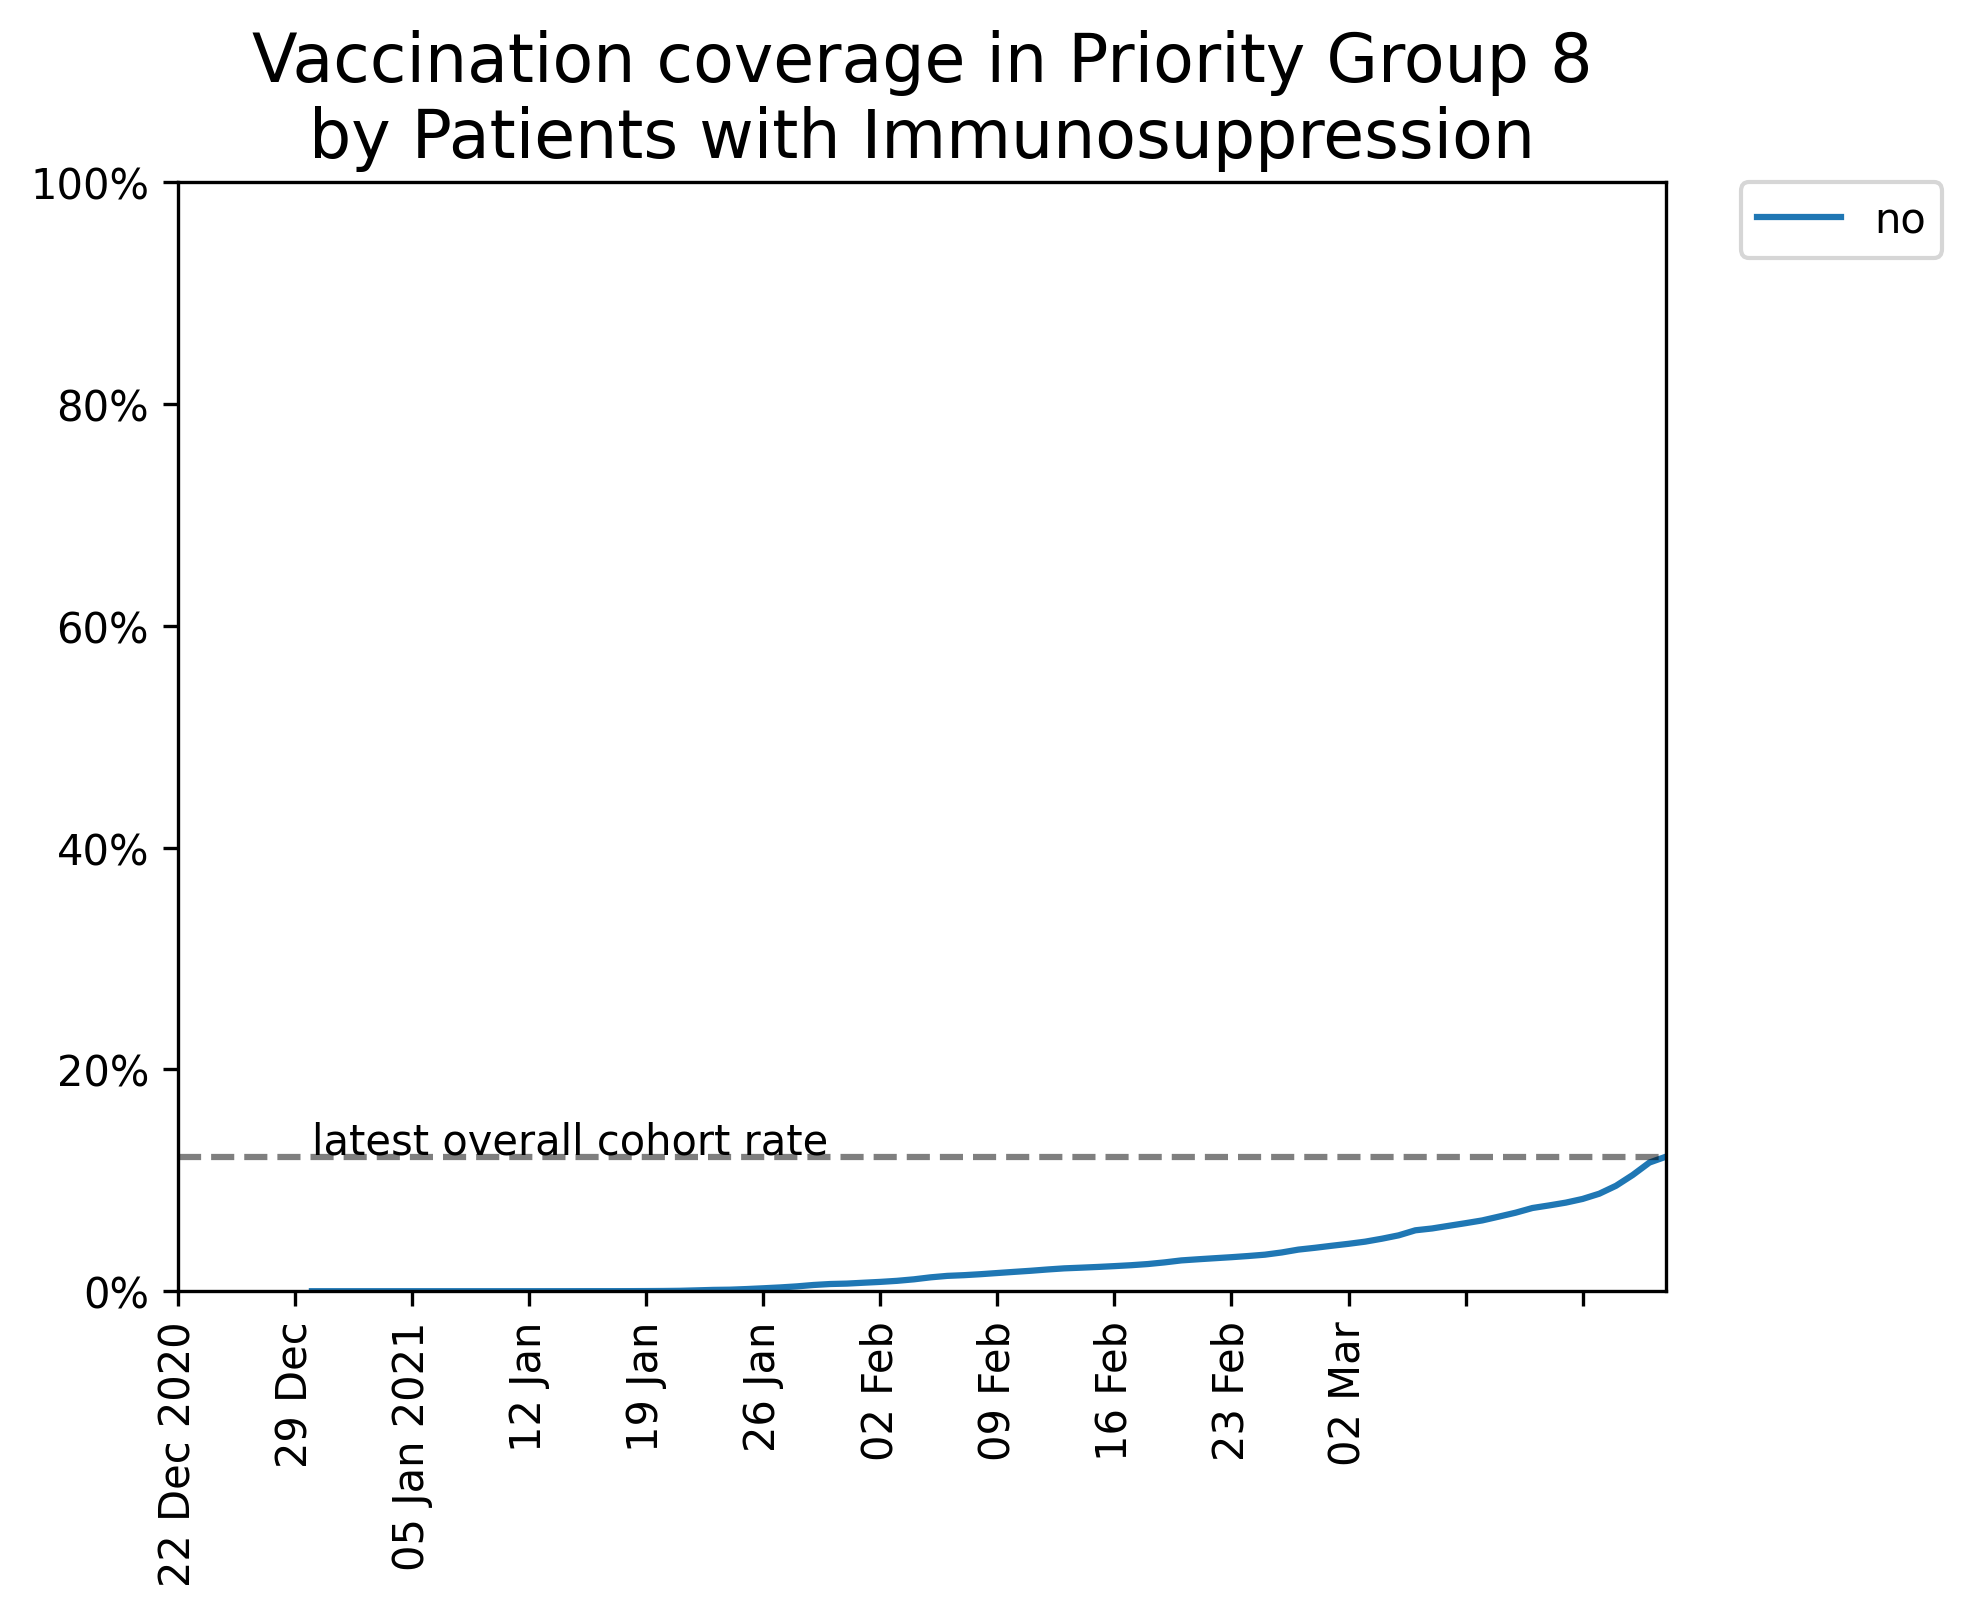 Vaccination coverage in Priority Group 8
by Patients with Immunosuppression
100%
80%
60%
40%
20%
0%
no
latest overall cohort rate
22 Dec 2020
29 Dec
05 Jan 2021
12 Jan
19 Jan
26 Jan
02 Feb
09 Feb
16 Feb
23 Feb
02 Mar